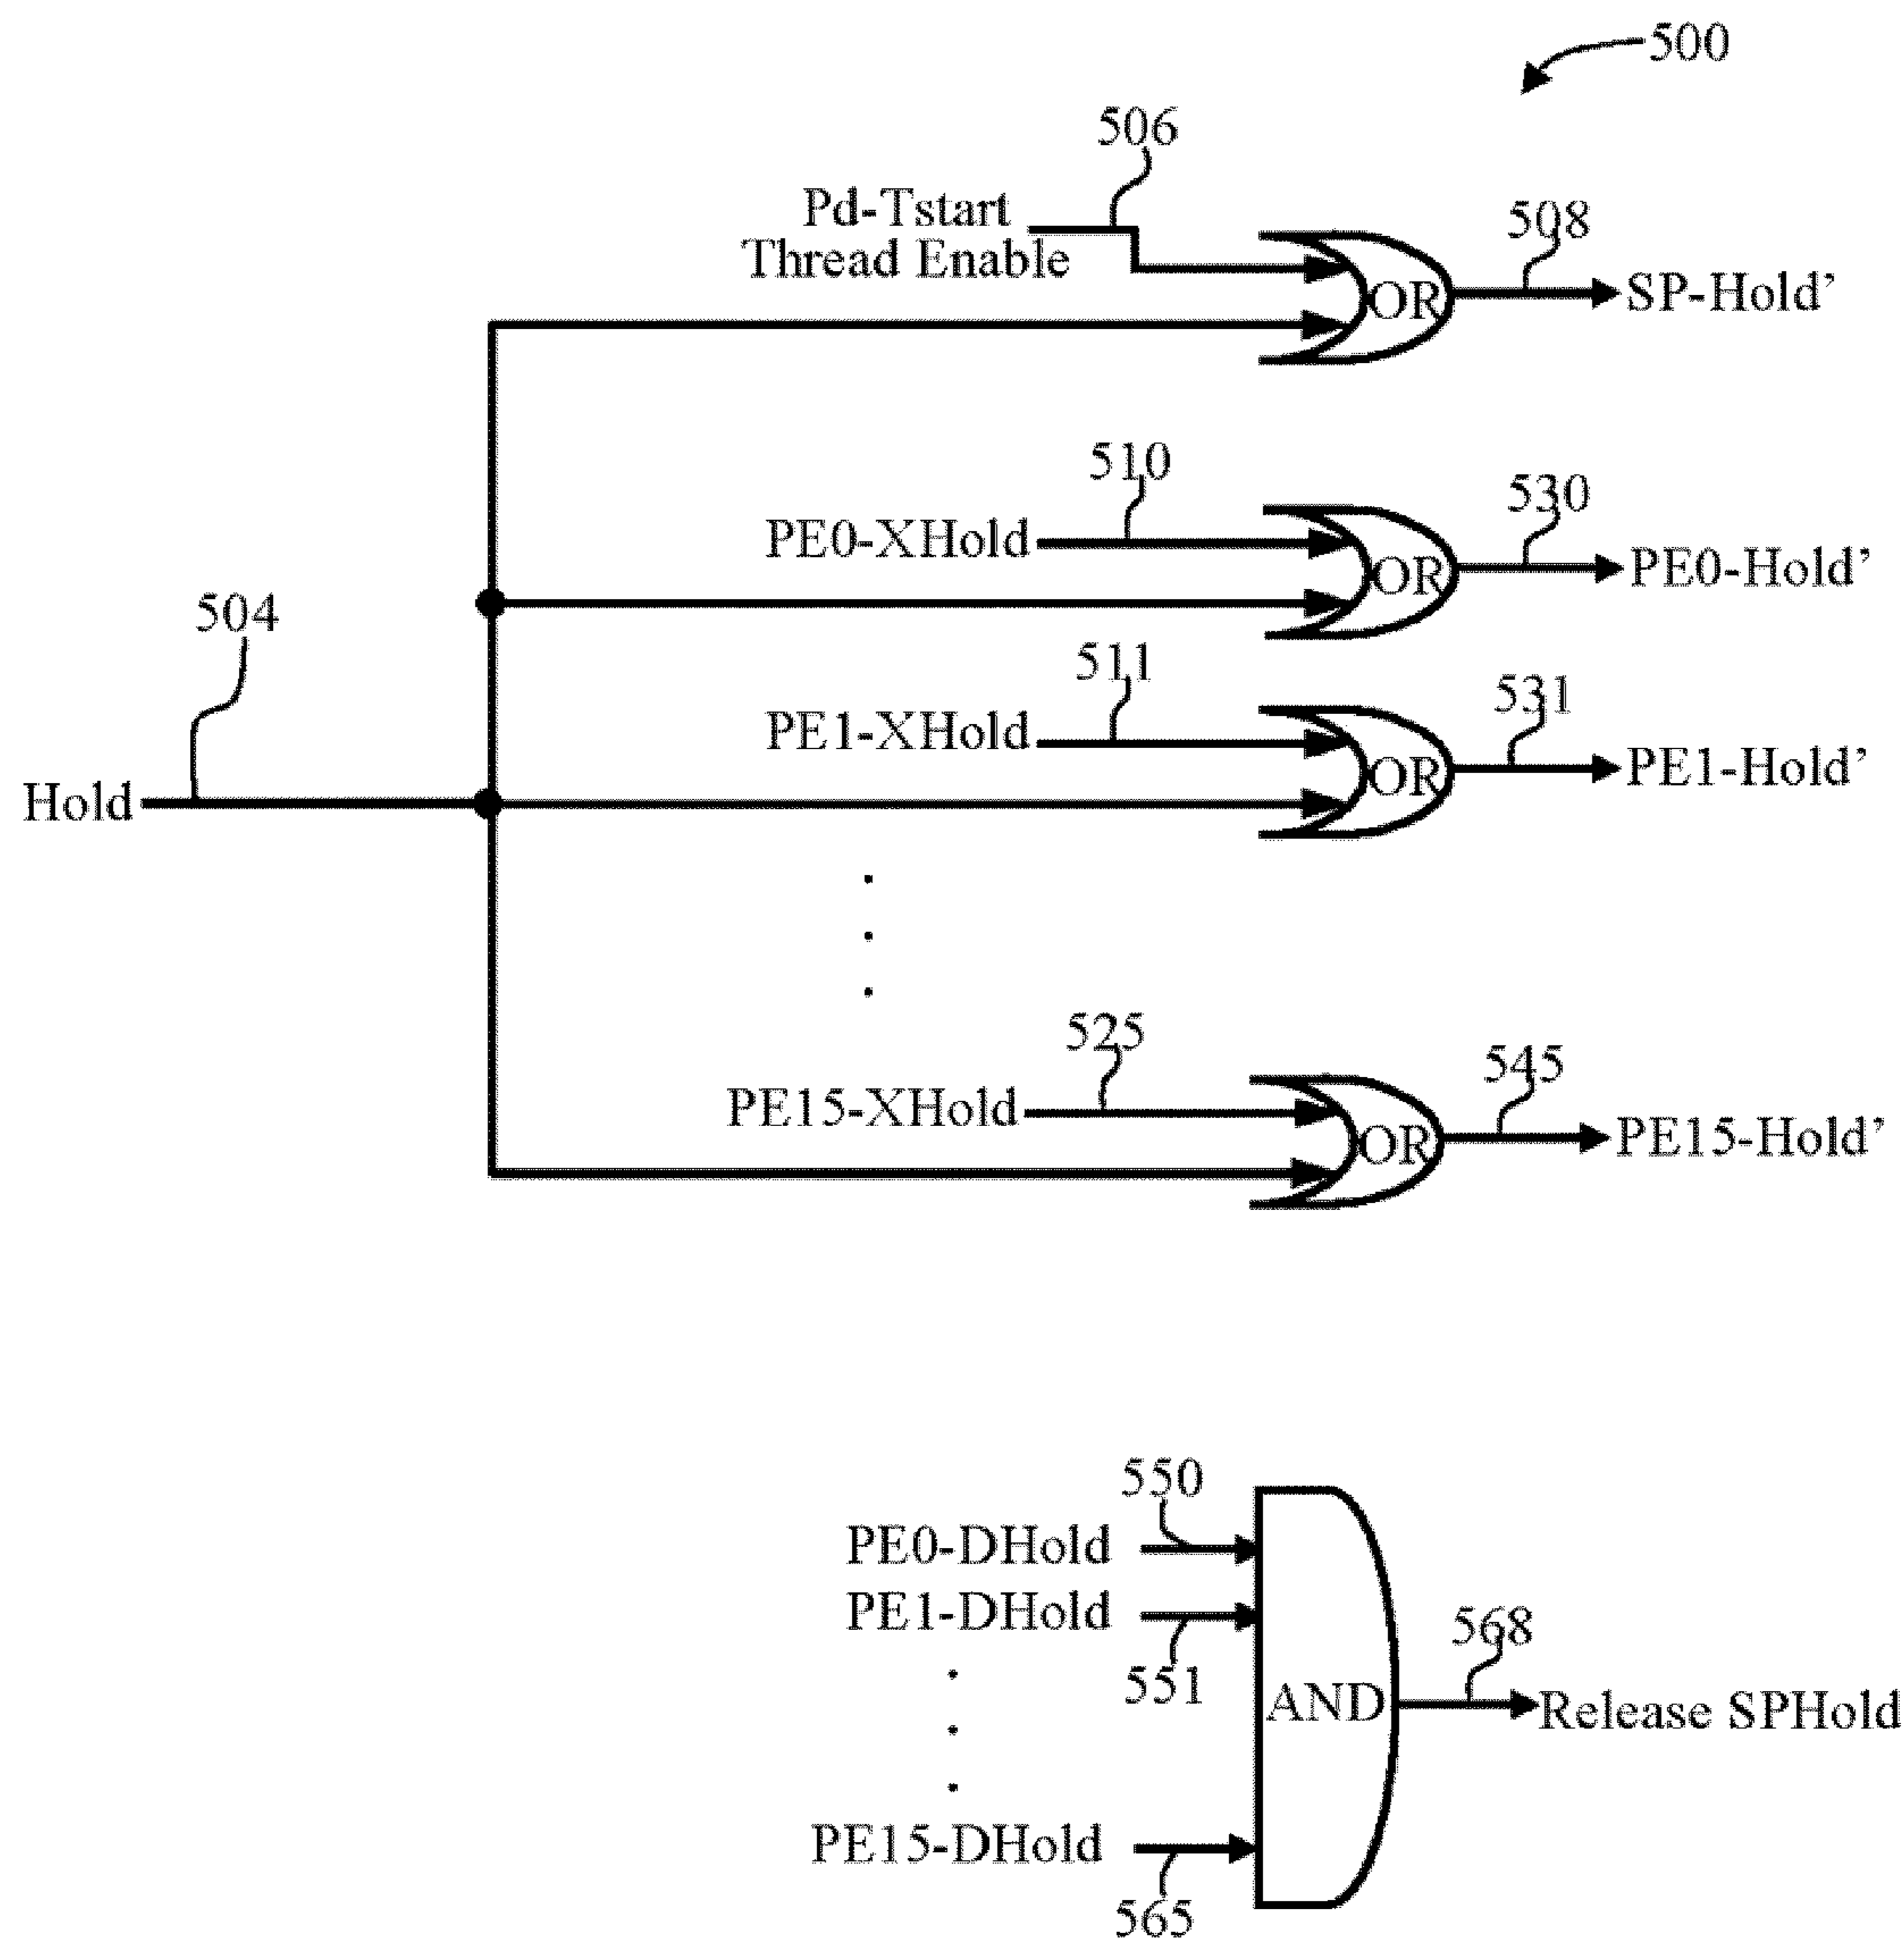 500
506
Pd-Tstart
Thread Enable
508
OR
SP-Hold’
510
PE0-XHold
530
OR
PE0-Hold’
504
511
PE1-XHold
531
OR
PE1-Hold’
Hold
525
PE15-XHold
545
OR
PE15-Hold’
550
PE0-DHold
PE1-DHold
551
568
AND
Release SPHold
PE15-DHold
565